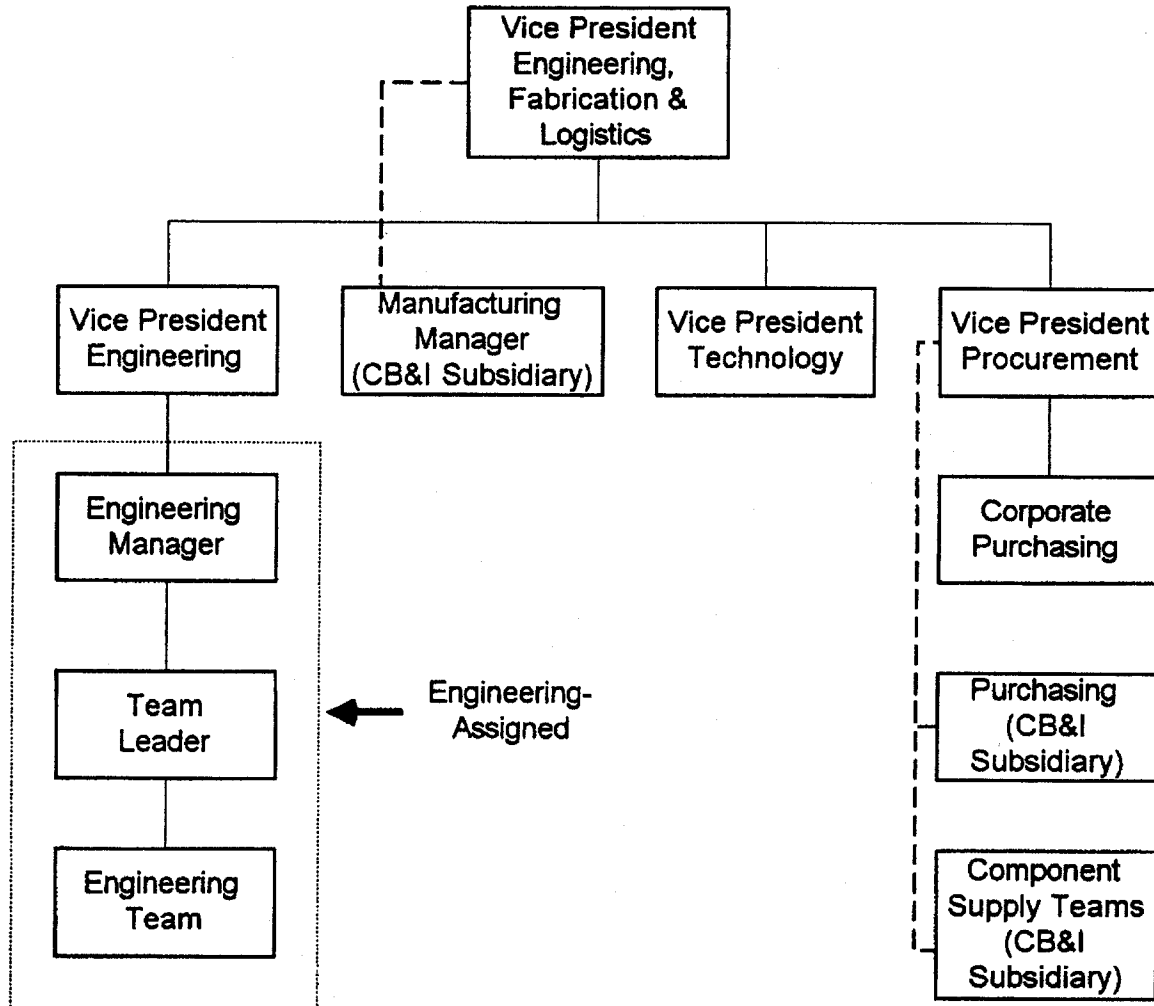 Vice President
Engineering,
Fabrication &
Logistics
Vice President
Engineering
Manufacturing
Manager
(CB&I Subsidiary)
Vice President
Technology
Vice President
Procurement
Engineering
Manager
Corporate
Purchasing
Team
Leader
Engineering-
Assigned
Purchasing
(CB&I
Subsidiary)
Engineering
Team
Component
Supply Teams
(CB&I
Subsidiary)